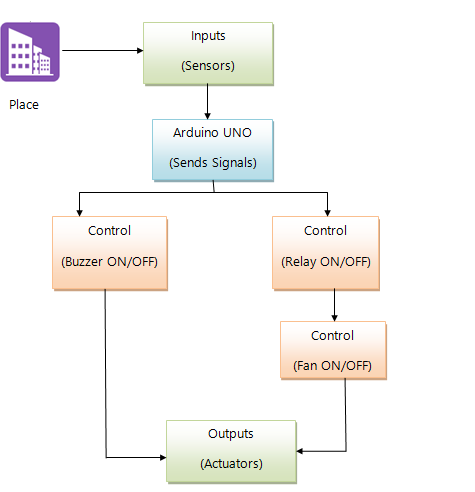 Inputs
(Sensors)
Place
Arduino UNO
(Sends Signals)
Control
(Buzzer ON/OFF)
Control
(Relay ON/OFF)
Control
(Fan ON/OFF)
Outputs
(Actuators)